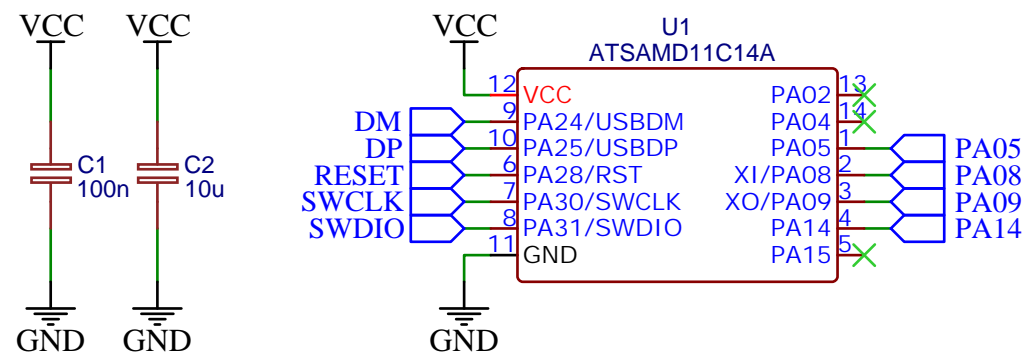 VCC
VCC
C1
100n
C2
10u
GND
GND
VCC
U1
ATSAMD11C14A
12
VCC
PA02
13
DM
9
PA24/USBDM
PA04
14
DP
10
PA25/USBDP
PA05
1
PA05
RESET
6
PA28/RST
XI/PA08
2
PA08
SWCLK
7
PA30/SWCLK
XO/PA09
3
PA09
SWDIO
8
PA31/SWDIO
PA14
4
PA14
11
GND
PA15
5
GND